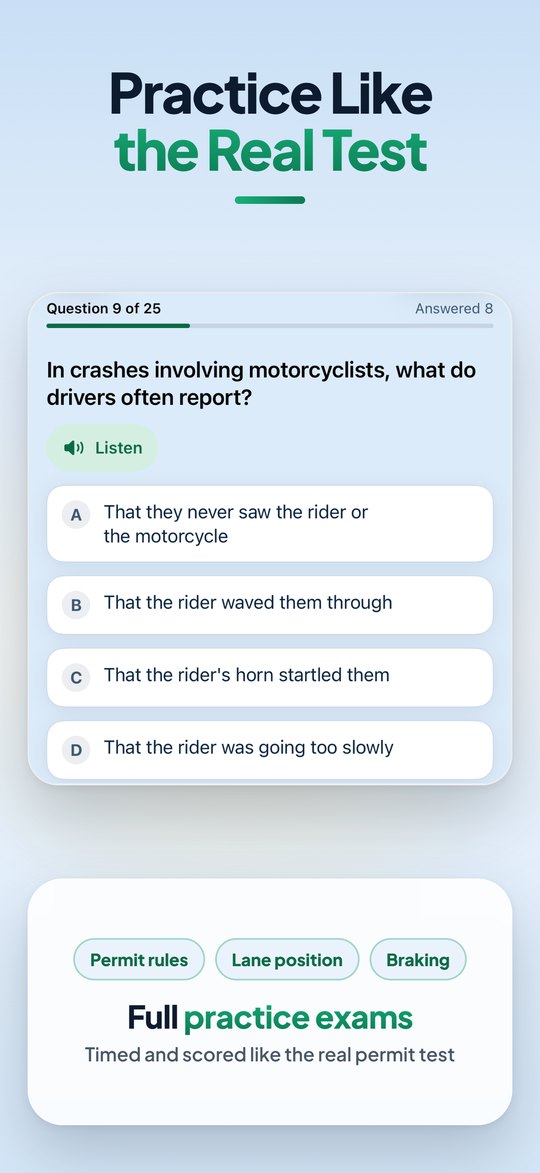 Practice Like
the Real Test
Question 9 of 25
Answered 8
In crashes involving motorcyclists, what do
drivers often report?
Listen
A
That they never saw the rider or
the motorcycle
B
That the rider waved them through
C
That the rider's horn startled them
D
That the rider was going too slowly
Permit rules
Lane position
Braking
Full practice exams
Timed and scored like the real permit test